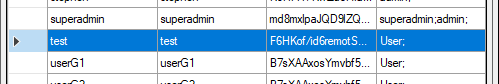 superadmin superadmin md8mxlpaJQD9lZQ... superadmin;admin;
test test F6HKof/id6remotS... User;
userG1 userG1 B7sXAAxosYmvbf5... User;